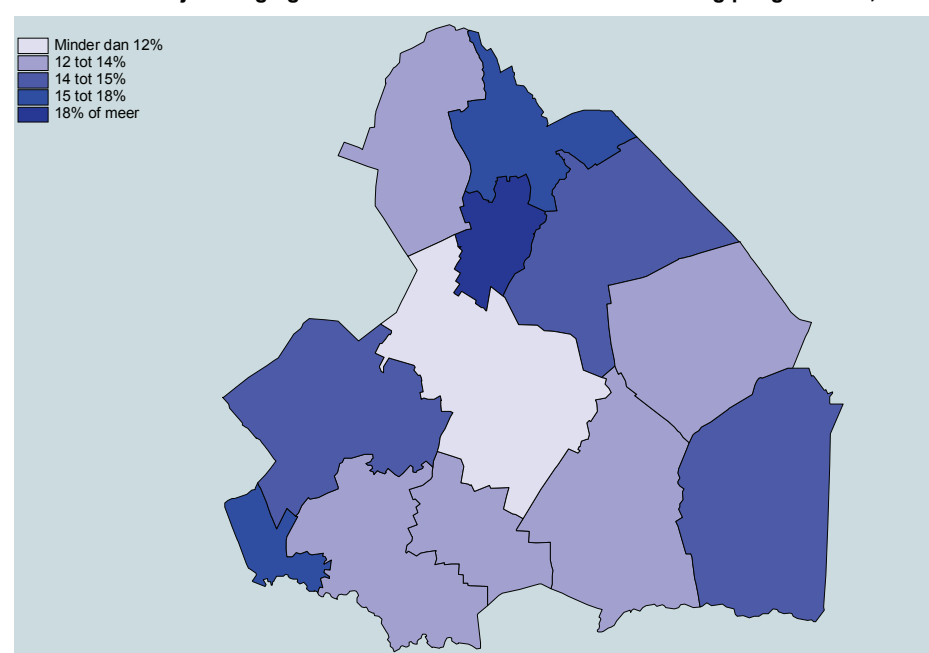 Minder dan 12%
12 tot 14%
14 tot 15%
15 tot 18%
18% of meer